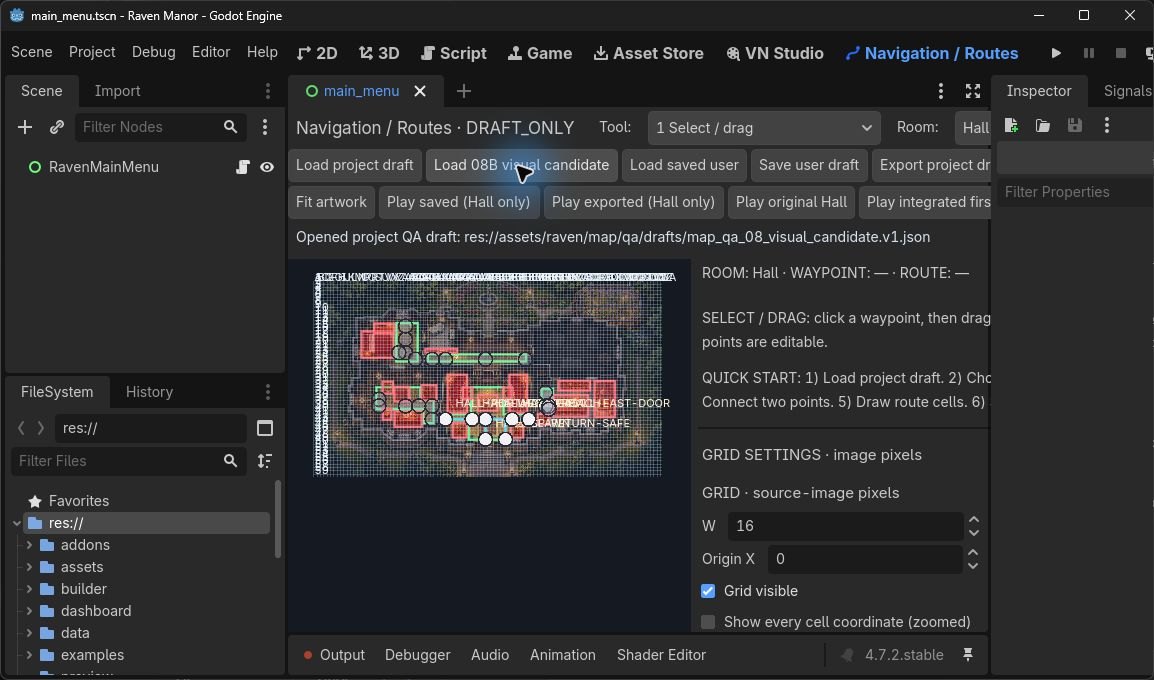 main_menu.tscn - Raven Manor - Godot Engine
Scene Project Debug Editor Help 2D 3D Script Game Asset Store VN Studio Navigation / Routes
Scene Import
main_menu
Inspector Signals
Filter Nodes
Navigation / Routes · DRAFT_ONLY Tool: 1 Select / drag Room: Hall
RavenMainMenu
Load project draft Load 08B visual candidate Load saved user Save user draft Export project dr
Filter Properties
Fit artwork Play saved (Hall only) Play exported (Hall only) Play original Hall Play integrated firs
Opened project QA draft: res://assets/raven/map/qa/drafts/map_qa_08_visual_candidate.v1.json
ROOM: Hall · WAYPOINT: — · ROUTE: —
SELECT / DRAG: click a waypoint, then drag
points are editable.
QUICK START: 1) Load project draft. 2) Cho
Connect two points. 5) Draw route cells. 6)
EAST-DOOR
RETURN-SAFE
GRID SETTINGS · image pixels
GRID · source-image pixels
W 16
Origin X 0
Grid visible
Show every cell coordinate (zoomed)
FileSystem History
res://
Filter Files
Favorites
res://
addons
assets
builder
dashboard
data
examples
Output Debugger Audio Animation Shader Editor 4.7.2.stable